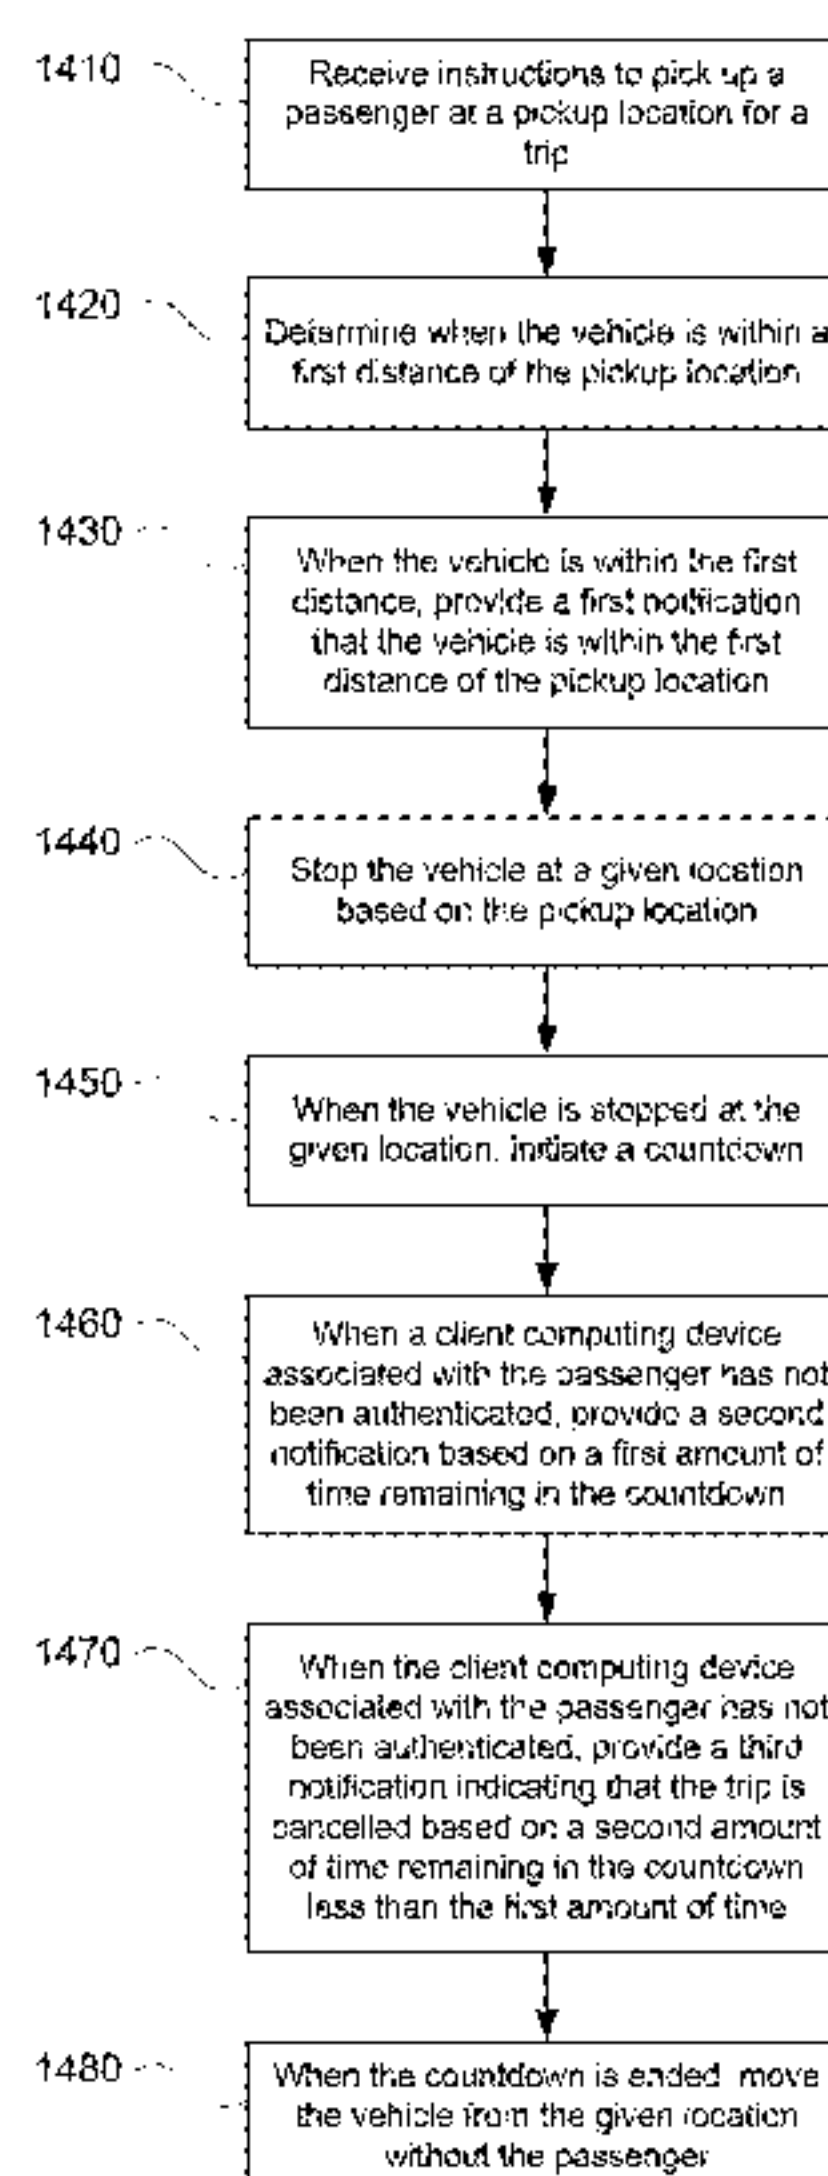 1410
Receive instructions to pick up a
passenger at a pickup location for a
trip
1420
Determine when the vehicle is within a
first distance of the pickup location
1430
When the vehicle is within the first
distance, provide a first notification
that the vehicle is within the first
distance of the pickup location
1440
Stop the vehicle at a given location
based on the pickup location
1450
When the vehicle is stopped at the
given location, initiate a countdown
1460
When a client computing device
associated with the passenger has not
been authenticated, provide a second
notification based on a first amount of
time remaining in the countdown
1470
When the client computing device
associated with the passenger has not
been authenticated, provide a third
notification indicating that the trip is
cancelled based on a second amount
of time remaining in the countdown
less than the first amount of time
1480
When the countdown is ended move
the vehicle from the given location
without the passenger